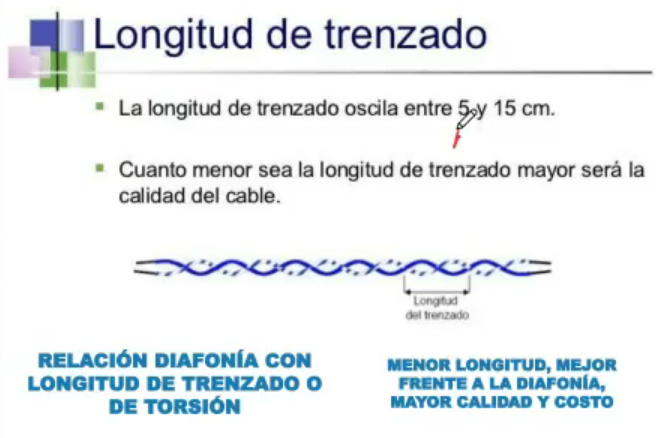 Longitud de trenzado
La longitud de trenzado oscila entre 5 y 15 cm.
Cuanto menor sea la longitud de trenzado mayor será la
calidad del cable.
Longitud
del trenzado
RELACIÓN DIAFONÍA CON
LONGITUD DE TRENZADO O
DE TORSIÓN
MENOR LONGITUD, MEJOR
FRENTE A LA DIAFONÍA,
MAYOR CALIDAD Y COSTO